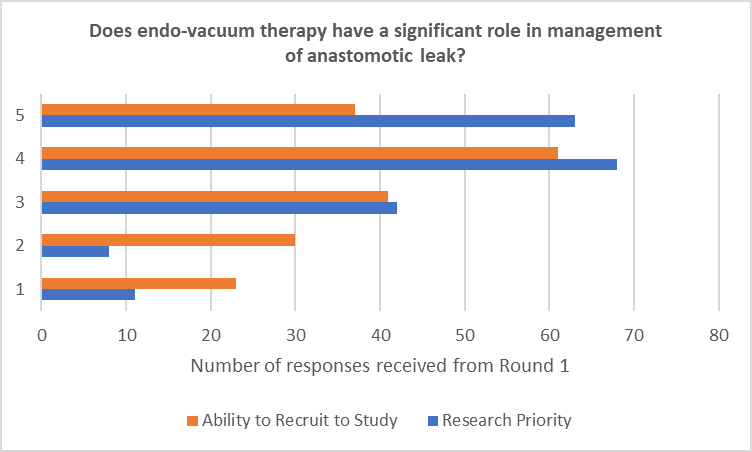 Does endo-vacuum therapy have a significant role in management
of anastomotic leak?
5
4
3
2
1
0 10 20 30 40 50 60 70 80
Number of responses received from Round 1
Ability to Recruit to Study Research Priority